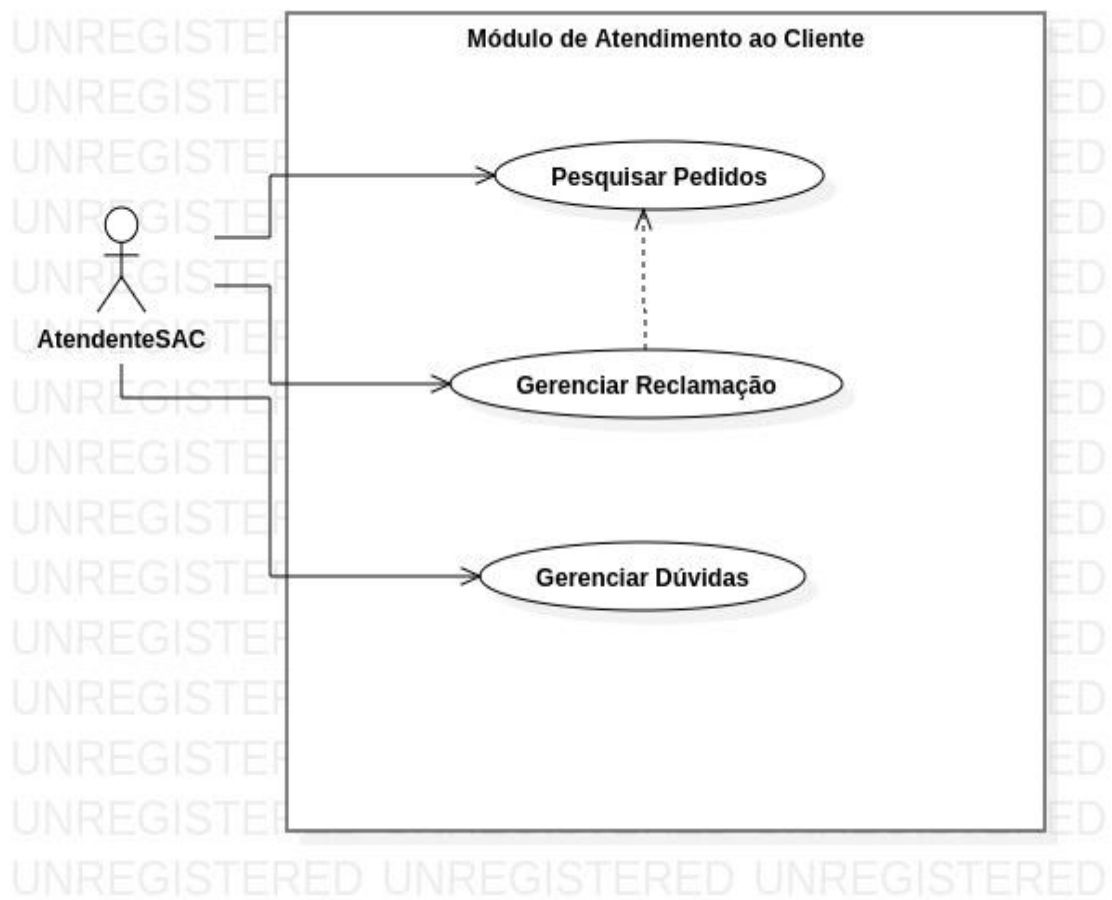 Módulo de Atendimento ao Cliente
Pesquisar Pedidos
AtendenteSAC
Gerenciar Reclamação
Gerenciar Dúvidas
UNREGISTERED UNREGISTERED UNREGISTERED